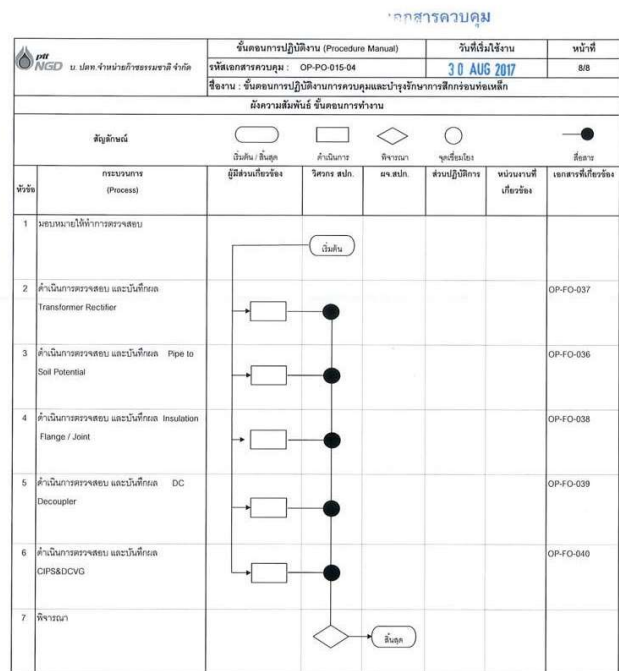 เอกสารควบคุม
ptt
NGD บ. ปตท.จำหน่ายก๊าซธรรมชาติ จำกัด
ขั้นตอนการปฏิบัติงาน (Procedure Manual)
วันที่เริ่มใช้งาน
หน้าที่
รหัสเอกสารควบคุม : OP-PO-015-04
30 AUG 2017
8/8
ชื่องาน : ขั้นตอนการปฏิบัติงานการควบคุมและบำรุงรักษาการสึกกร่อนท่อเหล็ก
ผังความสัมพันธ์ ขั้นตอนการทำงาน
สัญลักษณ์
เริ่มต้น / สิ้นสุด
ดำเนินการ
พิจารณา
จุดเชื่อมโยง
สื่อสาร
หัวข้อ
กระบวนการ
(Process)
ผู้มีส่วนเกี่ยวข้อง
วิศวกร สปก.
ผจ.สปก.
ส่วนปฏิบัติการ
หน่วยงานที่
เกี่ยวข้อง
เอกสารที่เกี่ยวข้อง
1 มอบหมายให้ทำการตรวจสอบ
เริ่มต้น
2 ดำเนินการตรวจสอบ และบันทึกผล
Transformer Rectifier
OP-FO-037
3 ดำเนินการตรวจสอบ และบันทึกผล Pipe to
Soil Potential
OP-FO-036
4 ดำเนินการตรวจสอบ และบันทึกผล Insulation
Flange / Joint
OP-FO-038
5 ดำเนินการตรวจสอบ และบันทึกผล DC
Decoupler
OP-FO-039
6 ดำเนินการตรวจสอบ และบันทึกผล
CIPS&DCVG
OP-FO-040
7 พิจารณา
สิ้นสุด